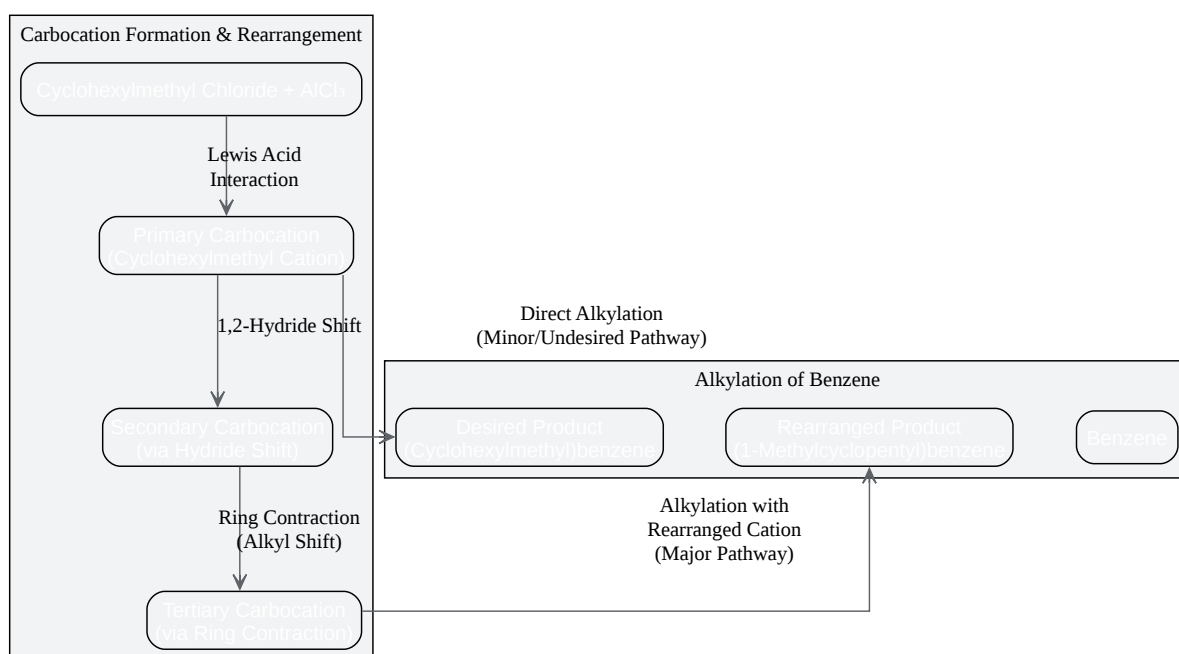 Carbocation Formation & Rearrangement
Cyclohexylmethyl Chloride + AlCl₃
Lewis Acid
Interaction
Primary Carbocation
(Cyclohexylmethyl Cation)
1,2-Hydride Shift
Direct Alkylation
(Minor/Undesired Pathway)
Alkylation of Benzene
Secondary Carbocation
(via Hydride Shift)
Desired Product
(Cyclohexylmethyl)benzene
Rearranged Product
(1-Methylcyclopentyl)benzene
Benzene
Ring Contraction
(Alkyl Shift)
Alkylation with
Rearranged Cation
(Major Pathway)
Tertiary Carbocation
(via Ring Contraction)